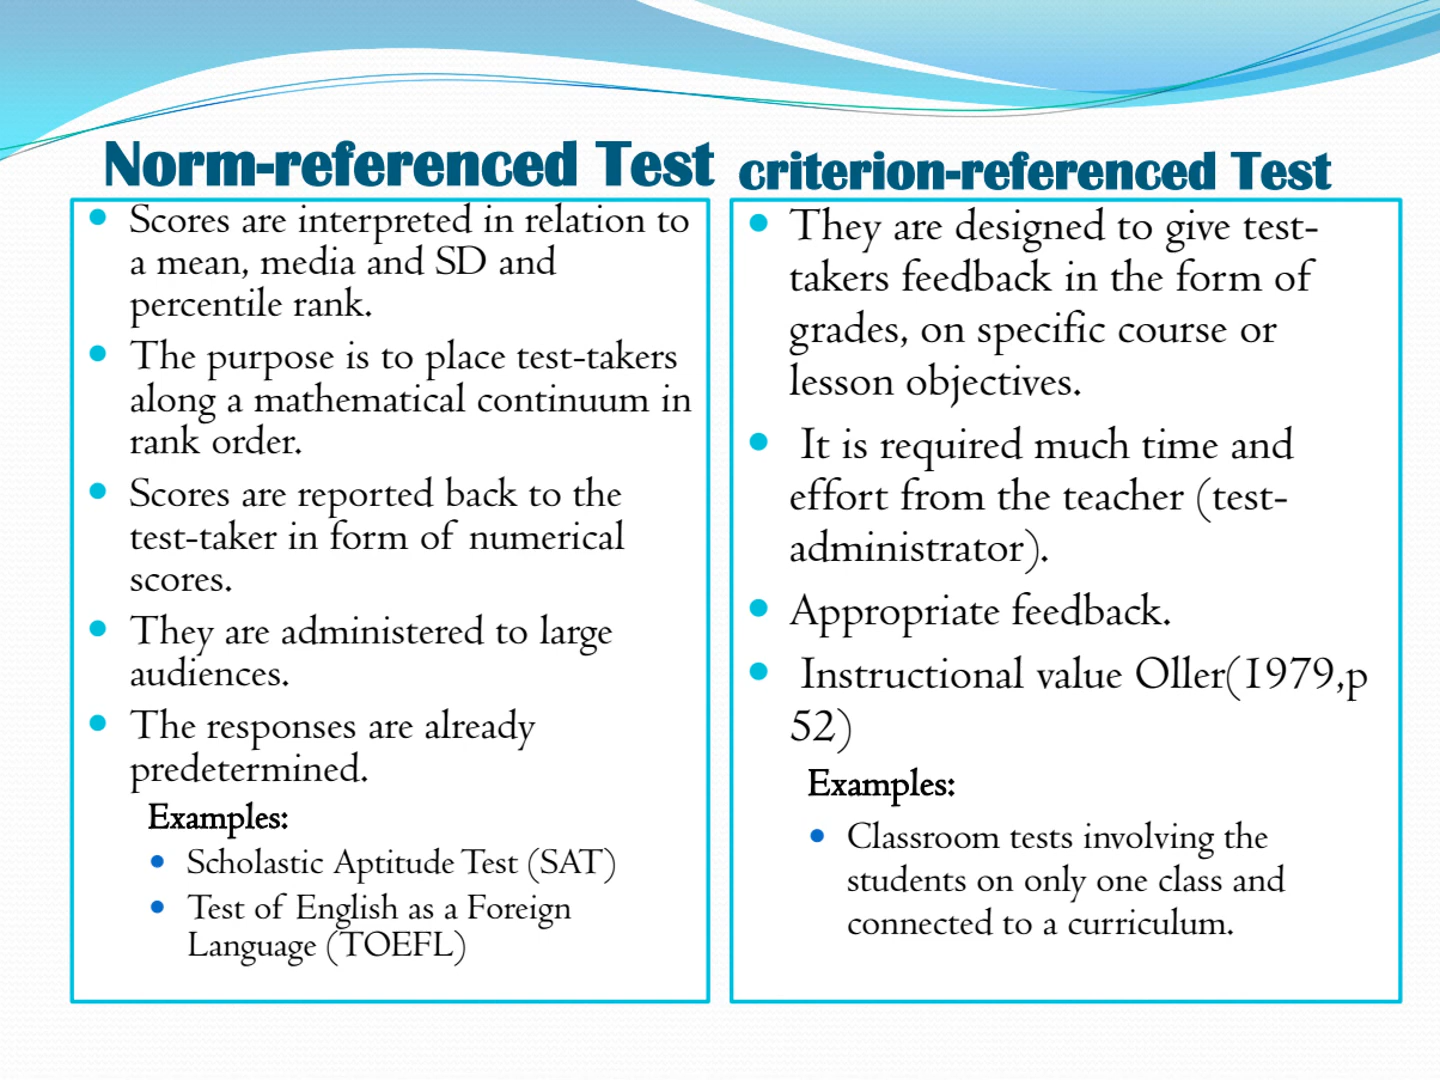 Norm-referenced Test
Scores are interpreted in relation to
a mean, media and SD and
percentile rank.
The purpose is to place test-takers
along a mathematical continuum in
rank order.
Scores are reported back to the
test-taker in form of numerical
scores.
They are administered to large
audiences.
The responses are already
predetermined.
Examples:
Scholastic Aptitude Test (SAT)
Test of English as a Foreign
Language (TOEFL)
criterion-referenced Test
They are designed to give test-
takers feedback in the form of
grades, on specific course or
lesson objectives.
It is required much time and
effort from the teacher (test-
administrator).
Appropriate feedback.
Instructional value Oller(1979,p
52)
Examples:
Classroom tests involving the
students on only one class and
connected to a curriculum.